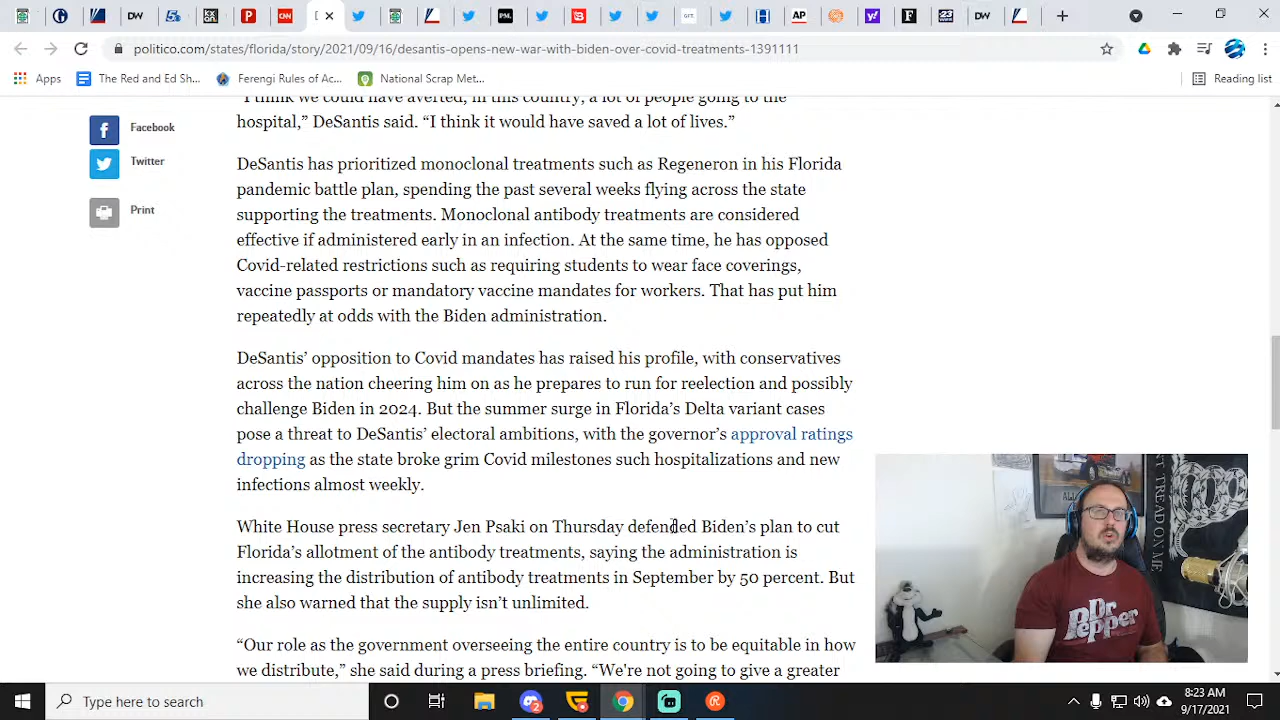 DW
PM.
AP
DW
politico.com/states/florida/story/2021/09/16/desantis-opens-new-war-with-biden-over-covid-treatments-1391111
Apps
The Red and Ed Sh...
Ferengi Rules of Ac...
National Scrap Met...
Reading list
Facebook
Twitter
Print
"I think we could have averted, in this country, a lot of people going to the
hospital,” DeSantis said. “I think it would have saved a lot of lives.”
DeSantis has prioritized monoclonal treatments such as Regeneron in his Florida
pandemic battle plan, spending the past several weeks flying across the state
supporting the treatments. Monoclonal antibody treatments are considered
effective if administered early in an infection. At the same time, he has opposed
Covid-related restrictions such as requiring students to wear face coverings,
vaccine passports or mandatory vaccine mandates for workers. That has put him
repeatedly at odds with the Biden administration.
DeSantis’ opposition to Covid mandates has raised his profile, with conservatives
across the nation cheering him on as he prepares to run for reelection and possibly
challenge Biden in 2024. But the summer surge in Florida’s Delta variant cases
pose a threat to DeSantis’ electoral ambitions, with the governor’s approval ratings
dropping as the state broke grim Covid milestones such hospitalizations and new
infections almost weekly.
White House press secretary Jen Psaki on Thursday defended Biden’s plan to cut
Florida’s allotment of the antibody treatments, saying the administration is
increasing the distribution of antibody treatments in September by 50 percent. But
she also warned that the supply isn’t unlimited.
“Our role as the government overseeing the entire country is to be equitable in how
we distribute,” she said during a press briefing. “We're not going to give a greater
T TREAD ON ME
Dr
Pepper
Type here to search
2
8:23 AM
9/17/2021